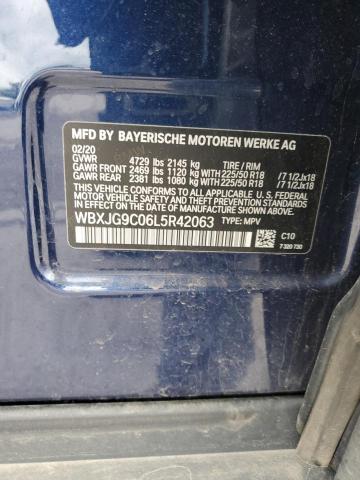 MFD BY BAYERISCHE MOTOREN WERKE AG
02/20
GVWR 4729 lbs 2145 kg TIRE / RIM
GAWR FRONT 2469 lbs 1120 kg 225/50 R18 / 7 1/2Jx18
GAWR REAR 2381 lbs 1080 kg 225/50 R18 / 7 1/2Jx18
THIS VEHICLE CONFORMS TO ALL APPLICABLE U.S. FEDERAL
MOTOR VEHICLE SAFETY, BUMPER AND THEFT PREVENTION
STANDARDS IN EFFECT ON THE DATE OF MANUFACTURE SHOWN ABOVE.
WBXJG9C06L5R42063 TYPE: MPV
C10
7 320 730